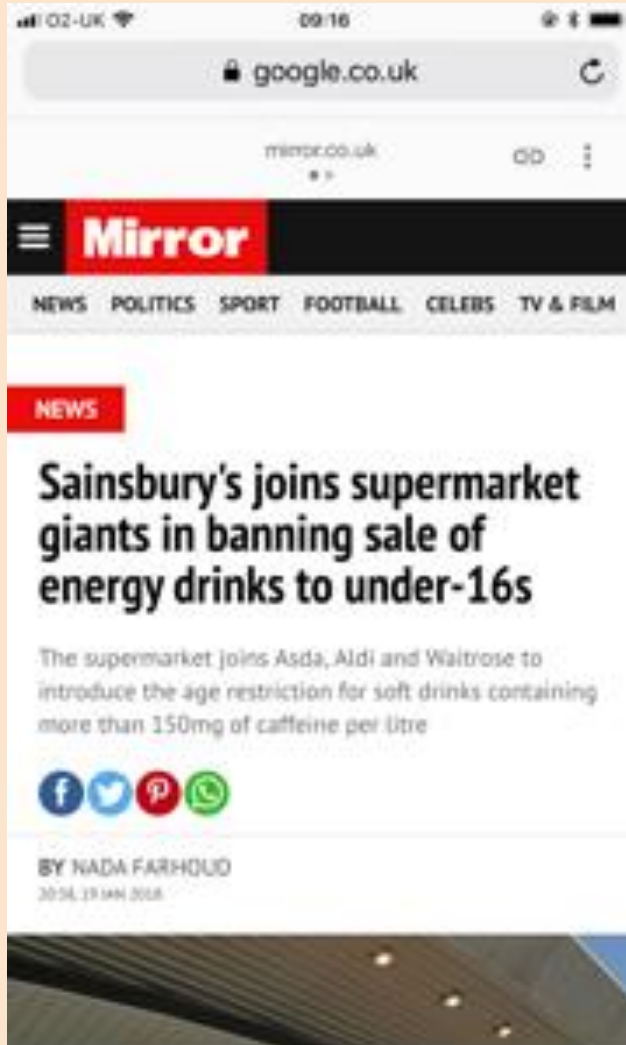 O2-UK 09:16
google.co.uk
mirror.co.uk
Mirror
NEWS POLITICS SPORT FOOTBALL CELEBS TV & FILM
NEWS
Sainsbury's joins supermarket
giants in banning sale of
energy drinks to under-16s
The supermarket joins Asda, Aldi and Waitrose to
introduce the age restriction for soft drinks containing
more than 150mg of caffeine per litre
BY NADA FARHOUD
19 JAN 2018